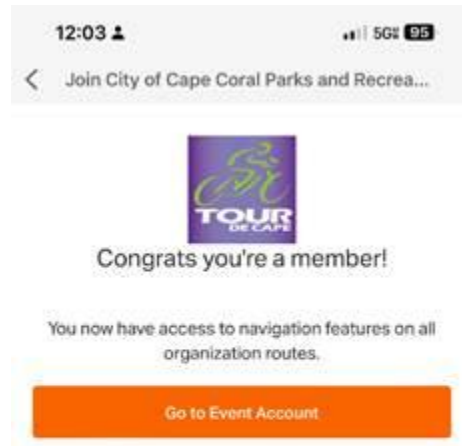 12:03
5G 95
Join City of Cape Coral Parks and Recrea...
TOUR
DE CAPE
Congrats you're a member!
You now have access to navigation features on all
organization routes.
Go to Event Account